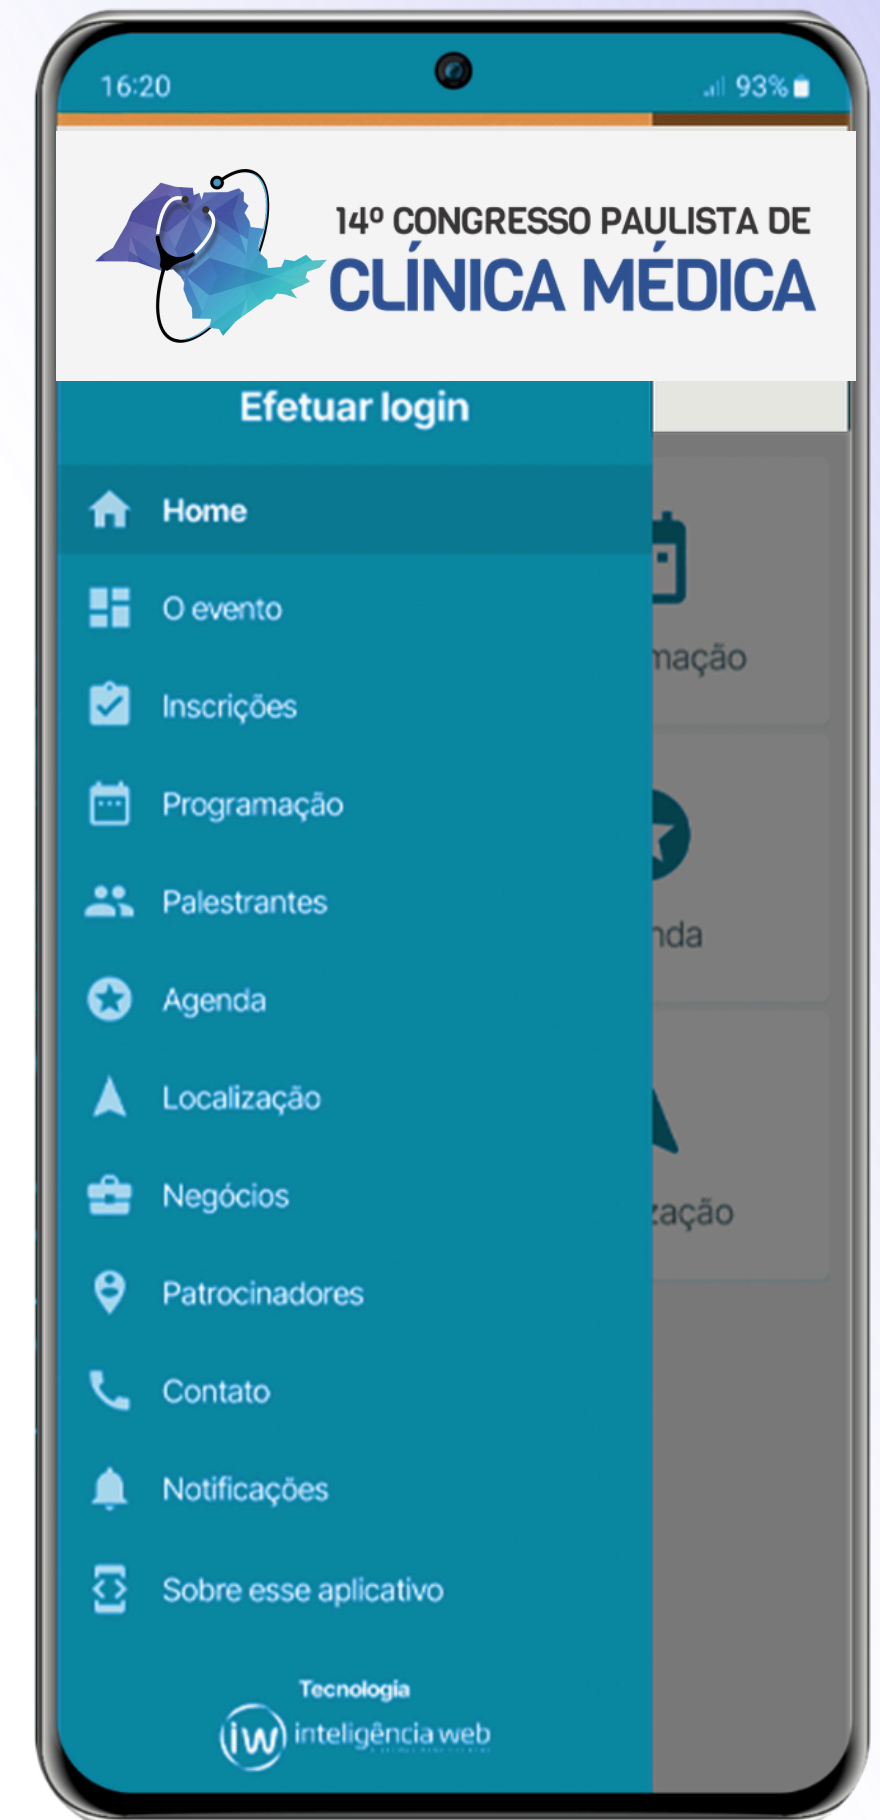 16:20
93%
14º CONGRESSO PAULISTA DE
CLÍNICA MÉDICA
Efetuar login
Home
O evento
Inscrições
mação
Programação
Palestrantes
nda
Agenda
Localização
Negócios
zação
Patrocinadores
Contato
Notificações
Sobre esse aplicativo
Tecnologia
iw inteligência web